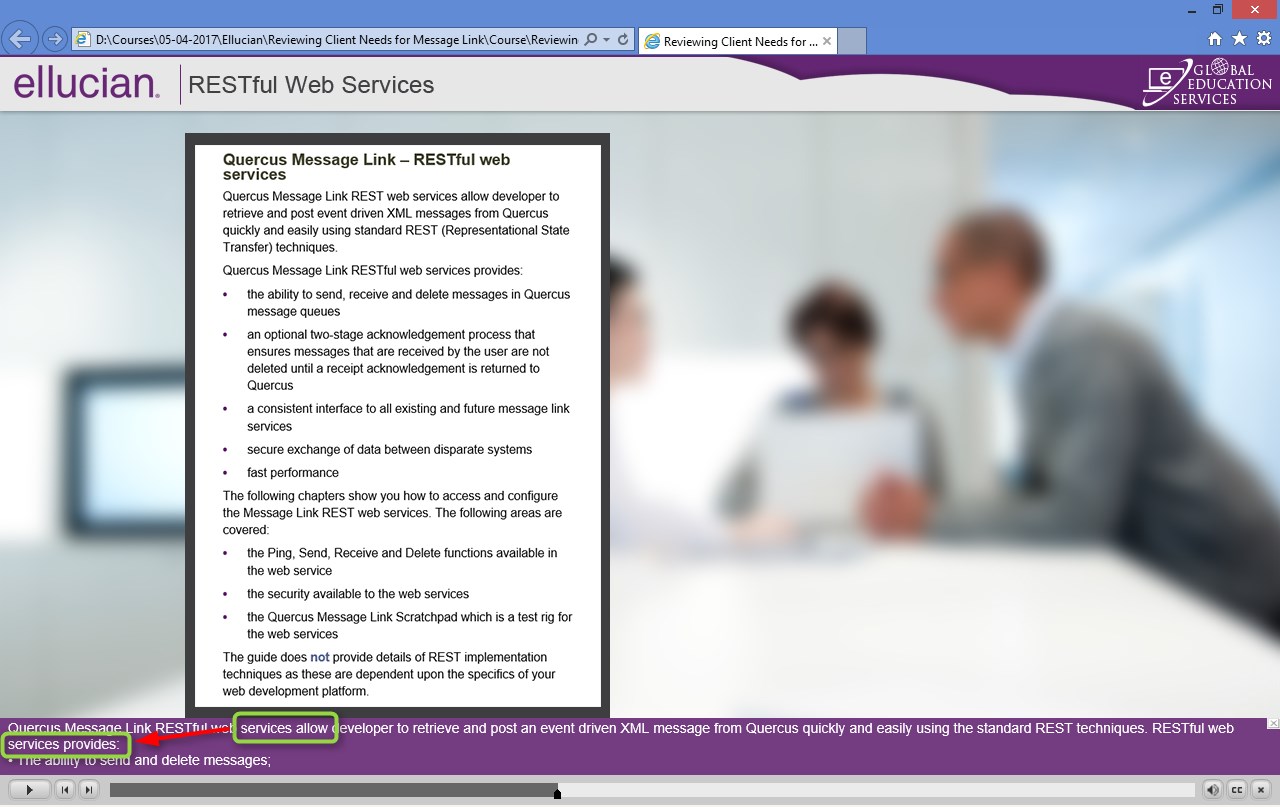 D:\Courses\05-04-2017\Ellucian\Reviewing Client Needs for Message Link\Course\Reviewin
Reviewing Client Needs for ...
ellucian.
RESTful Web Services
e
GLOBAL
EDUCATION
SERVICES
Quercus Message Link – RESTful web
services
Quercus Message Link REST web services allow developer to
retrieve and post event driven XML messages from Quercus
quickly and easily using standard REST (Representational State
Transfer) techniques.
Quercus Message Link RESTful web services provides:
• the ability to send, receive and delete messages in Quercus
message queues
• an optional two-stage acknowledgement process that
ensures messages that are received by the user are not
deleted until a receipt acknowledgement is returned to
Quercus
• a consistent interface to all existing and future message link
services
• secure exchange of data between disparate systems
• fast performance
The following chapters show you how to access and configure
the Message Link REST web services. The following areas are
covered:
• the Ping, Send, Receive and Delete functions available in
the web service
• the security available to the web services
• the Quercus Message Link Scratchpad which is a test rig for
the web services
The guide does not provide details of REST implementation
techniques as these are dependent upon the specifics of your
web development platform.
Quercus Message Link RESTful web services allow developer to retrieve and post an event driven XML message from Quercus quickly and easily using the standard REST techniques. RESTful web
services provides:
• The ability to send and delete messages;
CC